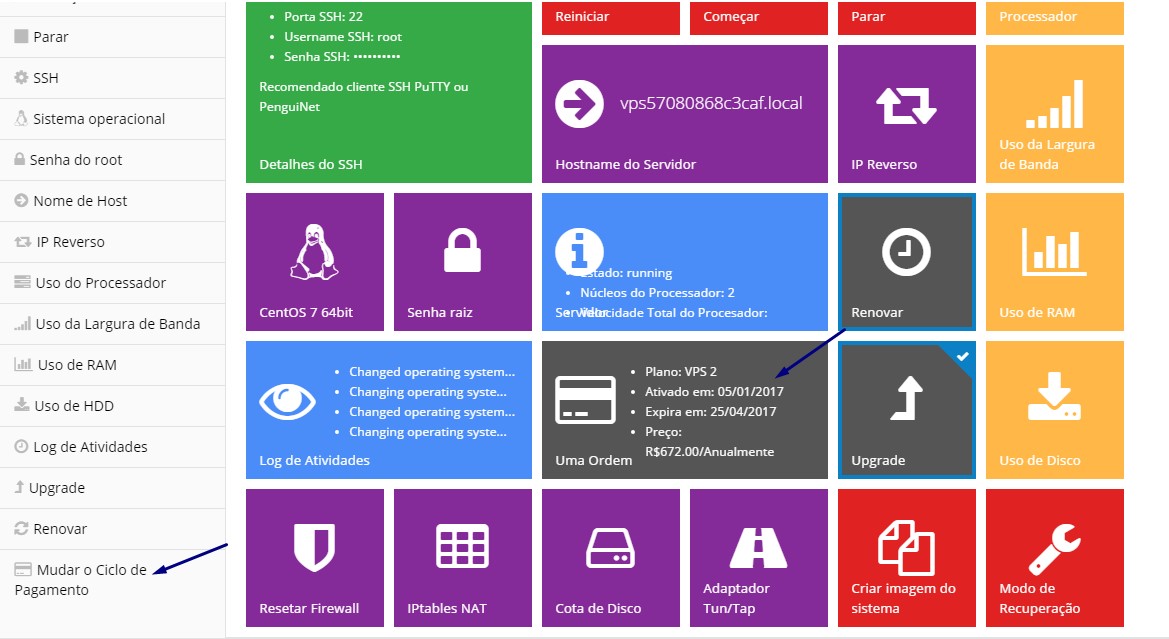 Parar
SSH
Sistema operacional
Senha do root
Nome de Host
IP Reverso
Uso do Processador
Uso da Largura de Banda
Uso de RAM
Uso de HDD
Log de Atividades
Upgrade
Renovar
Mudar o Ciclo de
Pagamento
Porta SSH: 22
Username SSH: root
Senha SSH: ••••••••••
Recomendado cliente SSH PuTTY ou
PenguiNet
Detalhes do SSH
Reiniciar
Começar
Parar
Processador
vps57080868c3caf.local
Hostname do Servidor
IP Reverso
Uso da Largura
de Banda
CentOS 7 64bit
Senha raiz
Estado: running
Núcleos do Processador: 2
Velocidade Total do Procesador:
Servidor
Renovar
Uso de RAM
Changed operating system...
Changing operating syste...
Changed operating system...
Changing operating syste...
Log de Atividades
Plano: VPS 2
Ativado em: 05/01/2017
Expira em: 25/04/2017
Preço:
R$672.00/Anualmente
Uma Ordem
Upgrade
Uso de Disco
Resetar Firewall
IPtables NAT
Cota de Disco
Adaptador
Tun/Tap
Criar imagem do
sistema
Modo de
Recuperação